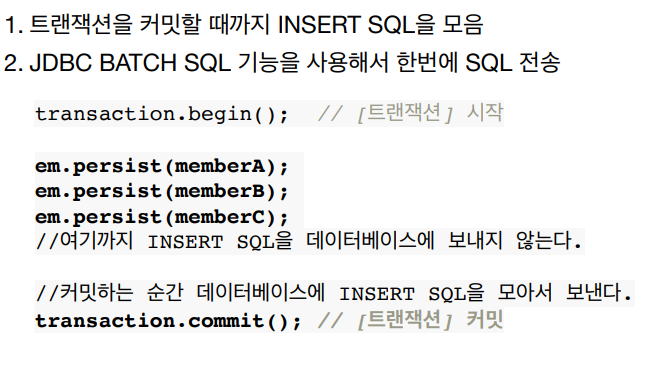 1. 트랜잭션을 커밋할 때까지 INSERT SQL을 모음
2. JDBC BATCH SQL 기능을 사용해서 한번에 SQL 전송
transaction.begin(); // [트랜잭션] 시작
em.persist(memberA);
em.persist(memberB);
em.persist(memberC);
//여기까지 INSERT SQL을 데이터베이스에 보내지 않는다.
//커밋하는 순간 데이터베이스에 INSERT SQL을 모아서 보낸다.
transaction.commit(); // [트랜잭션] 커밋